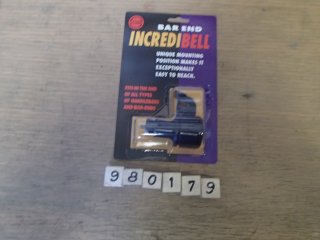 BAR END
INCREDIBELL
UNIQUE MOUNTING
POSITION MAKES IT
EXCEPTIONALLY
EASY TO REACH.
FITS IN THE END
OF ALL TYPES
OF HANDLEBARS
AND BAR-ENDS
980179